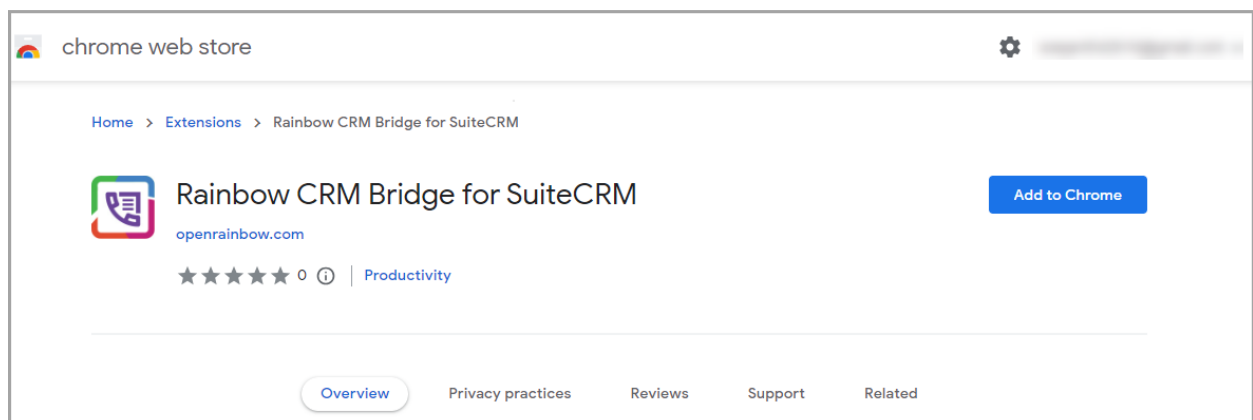 chrome web store
Home > Extensions > Rainbow CRM Bridge for SuiteCRM
Rainbow CRM Bridge for SuiteCRM
Add to Chrome
openrainbow.com
0 | Productivity
Overview Privacy practices Reviews Support Related